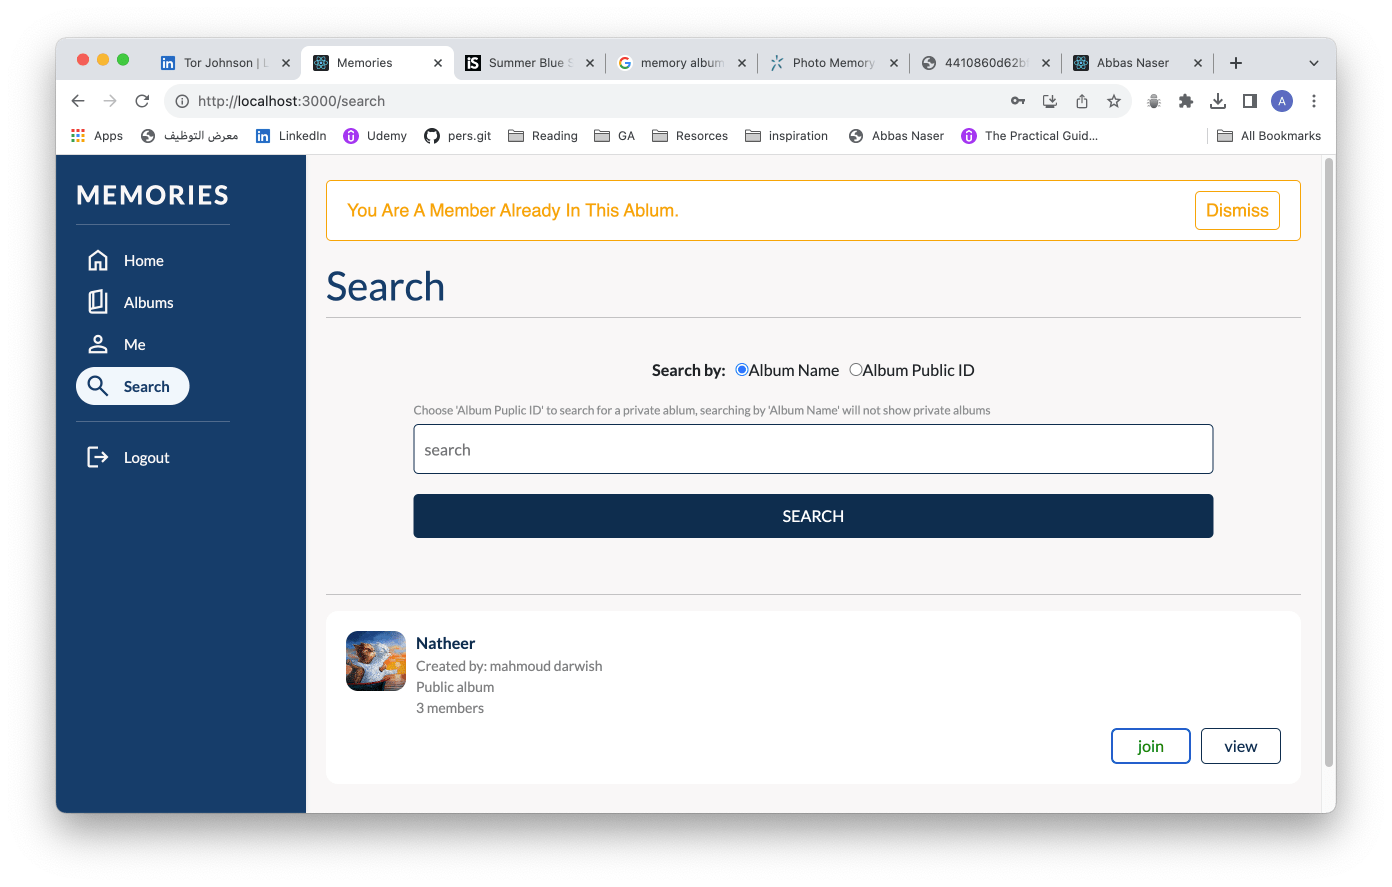 Tor Johnson | L
Memories
Summer Blue S
memory album
Photo Memory
4410860d62bf
Abbas Naser
http://localhost:3000/search
A
Apps
معرض التوظيف
LinkedIn
Udemy
pers.git
Reading
GA
Resorces
inspiration
Abbas Naser
The Practical Guid...
All Bookmarks
MEMORIES
Home
Albums
Me
Search
Logout
You Are A Member Already In This Ablum.
Dismiss
Search
Search by: Album Name Album Public ID
Choose 'Album Puplic ID' to search for a private ablum, searching by 'Album Name' will not show private albums
search
SEARCH
Natheer
Created by: mahmoud darwish
Public album
3 members
join
view